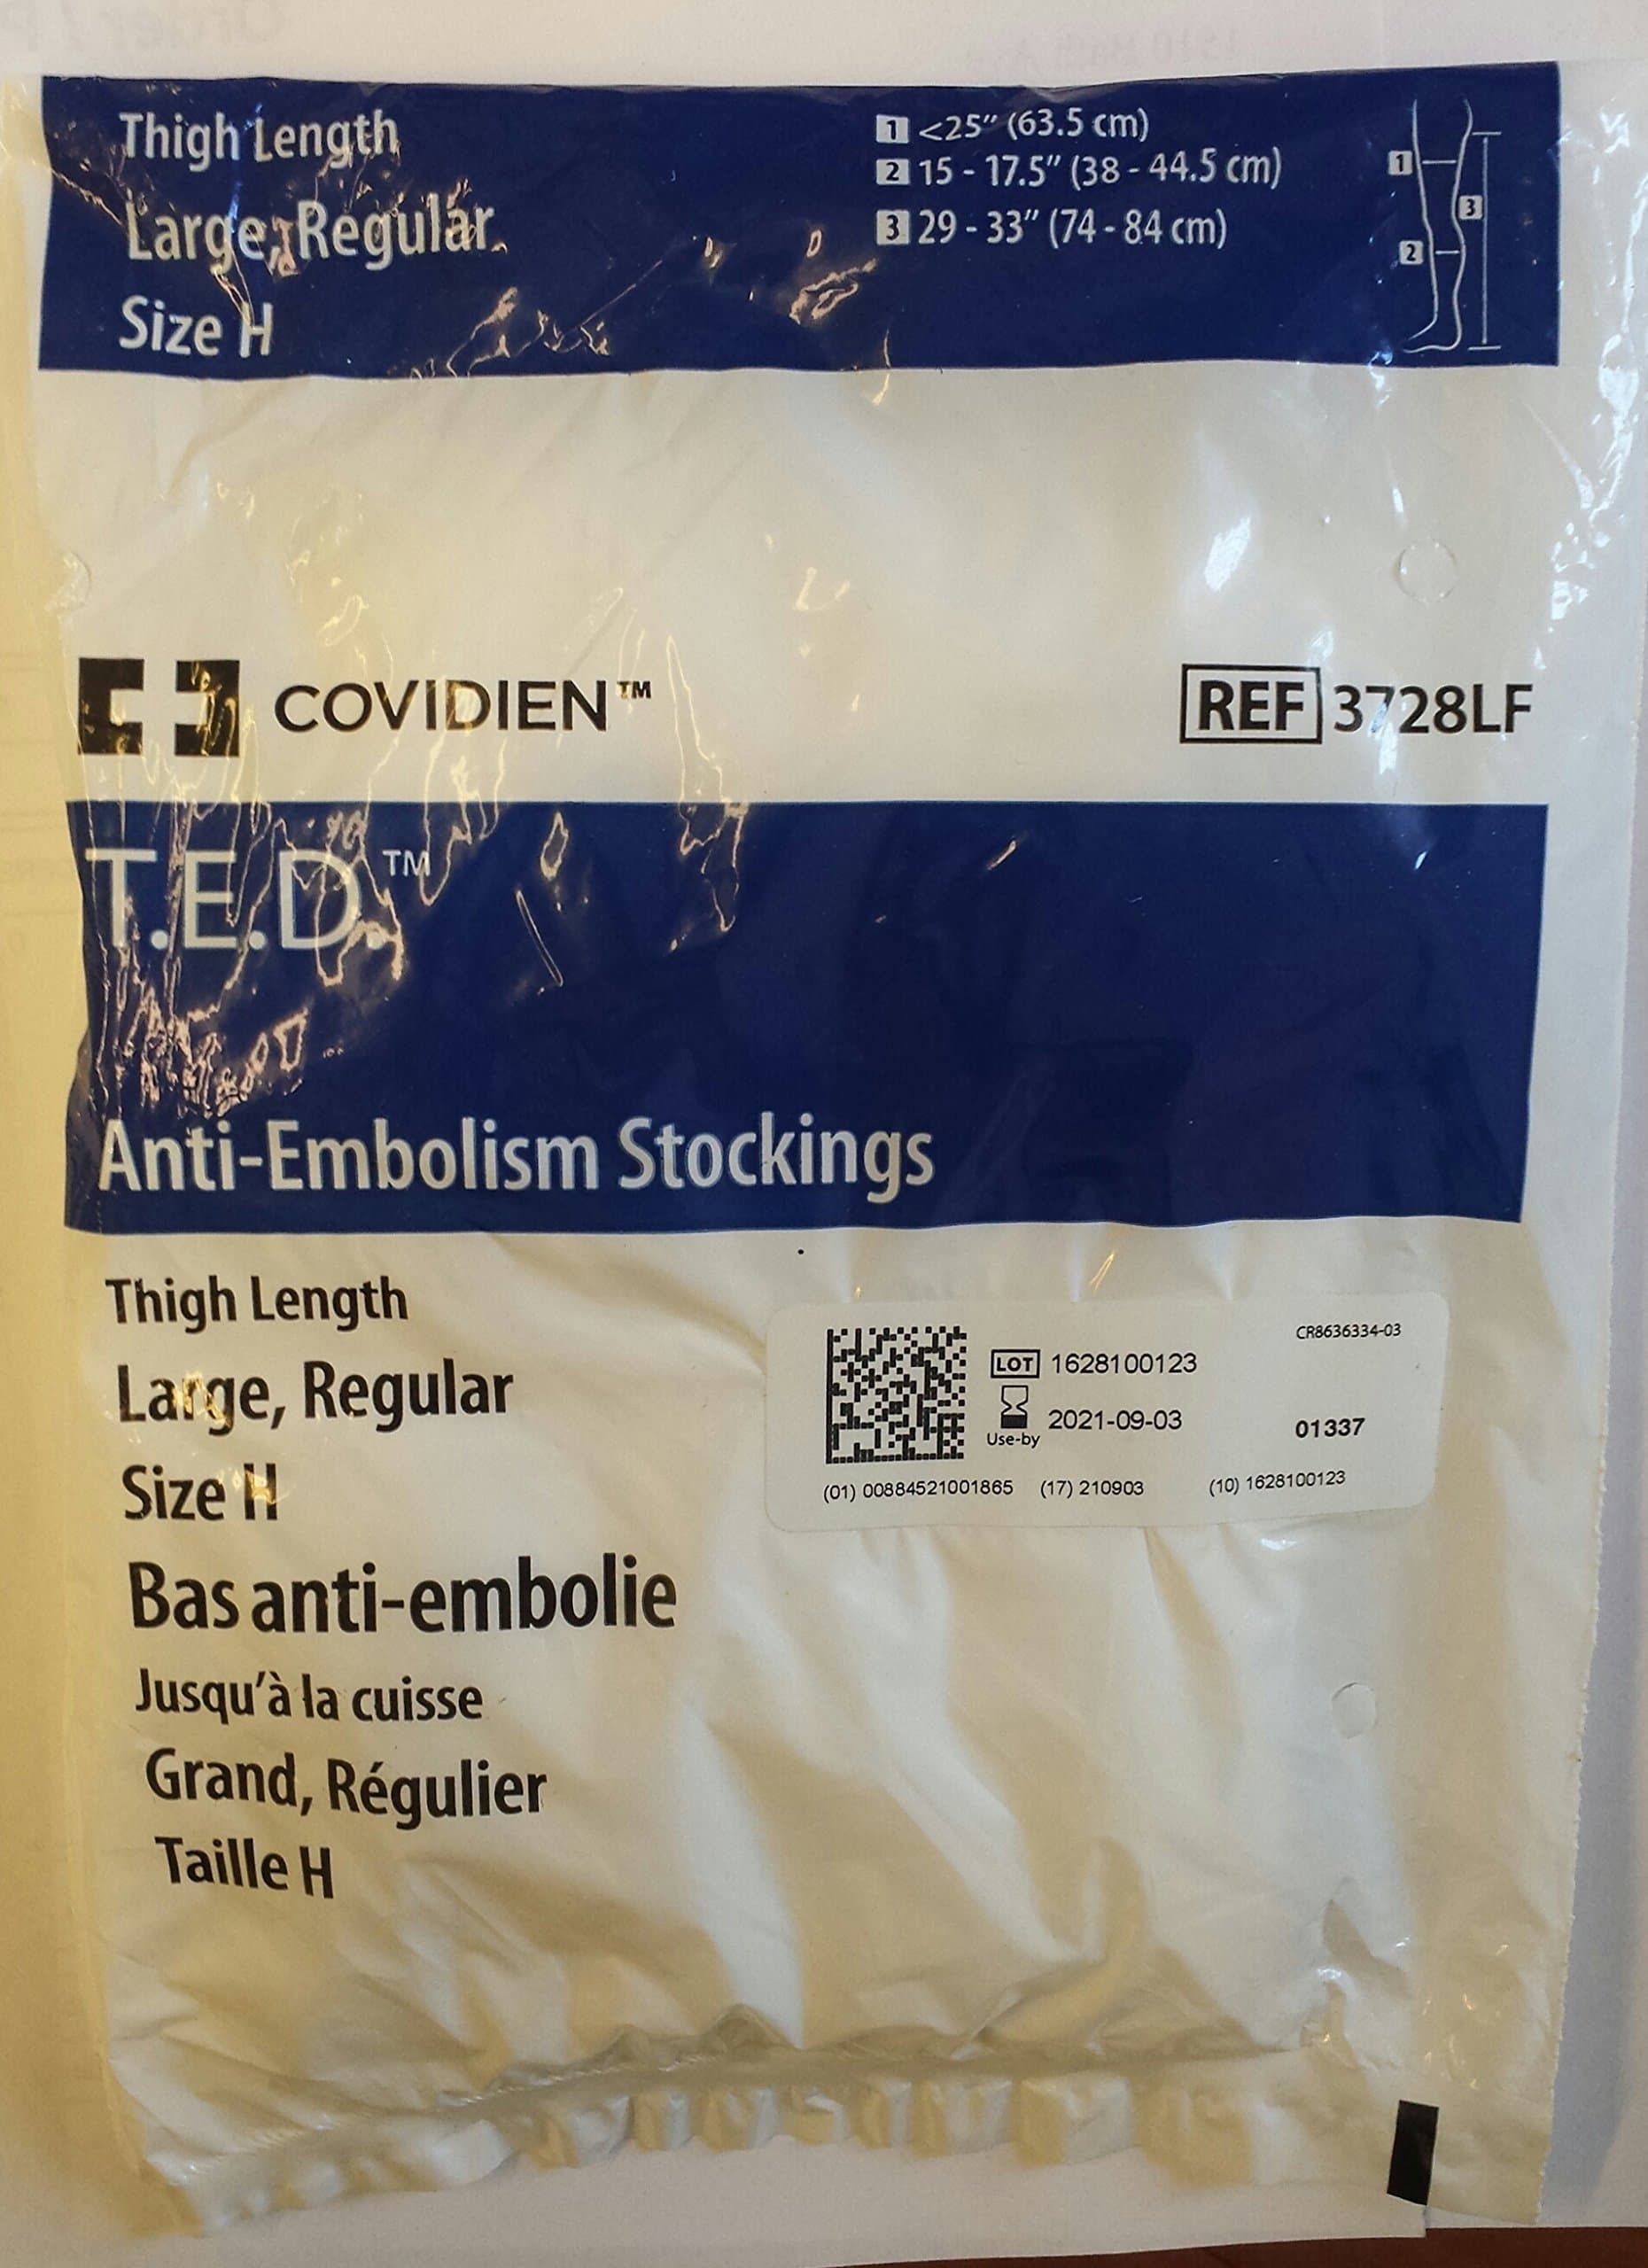 Thigh Length
Large, Regular
Size H
1 <25" (63.5 cm)
2 15 - 17.5" (38 - 44.5 cm)
3 29 - 33" (74 - 84 cm)
1
3
2
COVIDIEN™
REF 3728LF
T.E.D.™
Anti-Embolism Stockings
Thigh Length
Large, Regular
Size H
Bas anti-embolie
Jusqu'à la cuisse
Grand, Régulier
Taille H
CR8636334-03
LOT 1628100123
2021-09-03
Use-by
01337
(01) 00884521001865 (17) 210903 (10) 1628100123